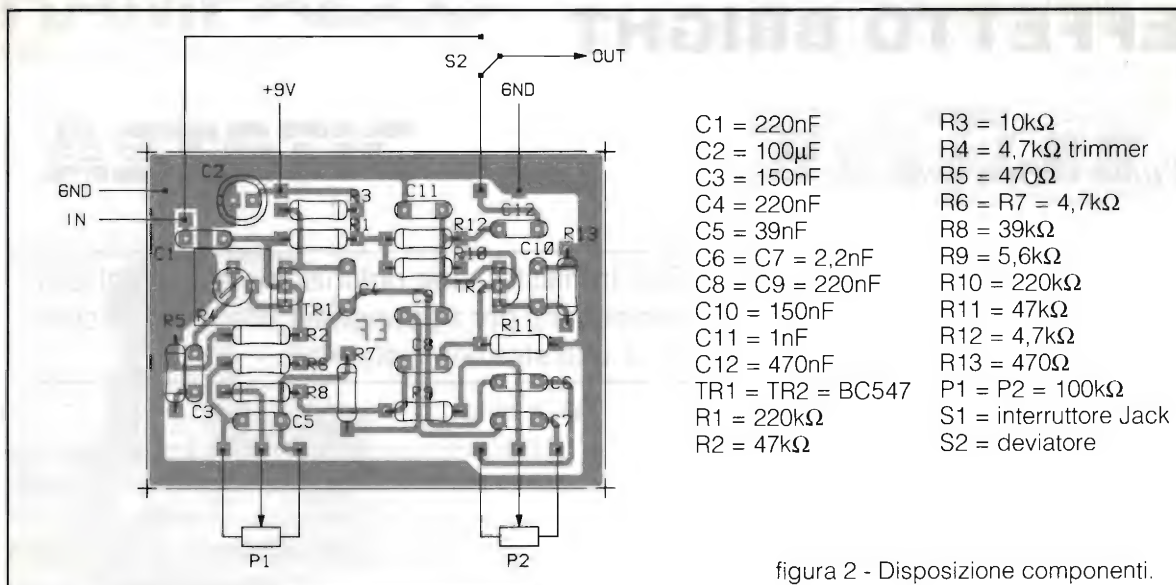 EFFETTO BRIGHT
S2
OUT
+9V
GND
GND
IN
C2
R3
C11
C12
R13
C1
R1
R12
C10
R10
R4
TR1
C4
TR2
C9
R5
R2
EF
R11
R6
R7
C8
R8
R9
C6
C3
C5
C7
P1
P2
C1 = 220nF
C2 = 100µF
C3 = 150nF
C4 = 220nF
C5 = 39nF
C6 = C7 = 2,2nF
C8 = C9 = 220nF
C10 = 150nF
C11 = 1nF
C12 = 470nF
TR1 = TR2 = BC547
R1 = 220kΩ
R2 = 47kΩ
R3 = 10kΩ
R4 = 4,7kΩ trimmer
R5 = 470Ω
R6 = R7 = 4,7kΩ
R8 = 39kΩ
R9 = 5,6kΩ
R10 = 220kΩ
R11 = 47kΩ
R12 = 4,7kΩ
R13 = 470Ω
P1 = P2 = 100kΩ
S1 = interruttore Jack
S2 = deviatore
figura 2 - Disposizione componenti.